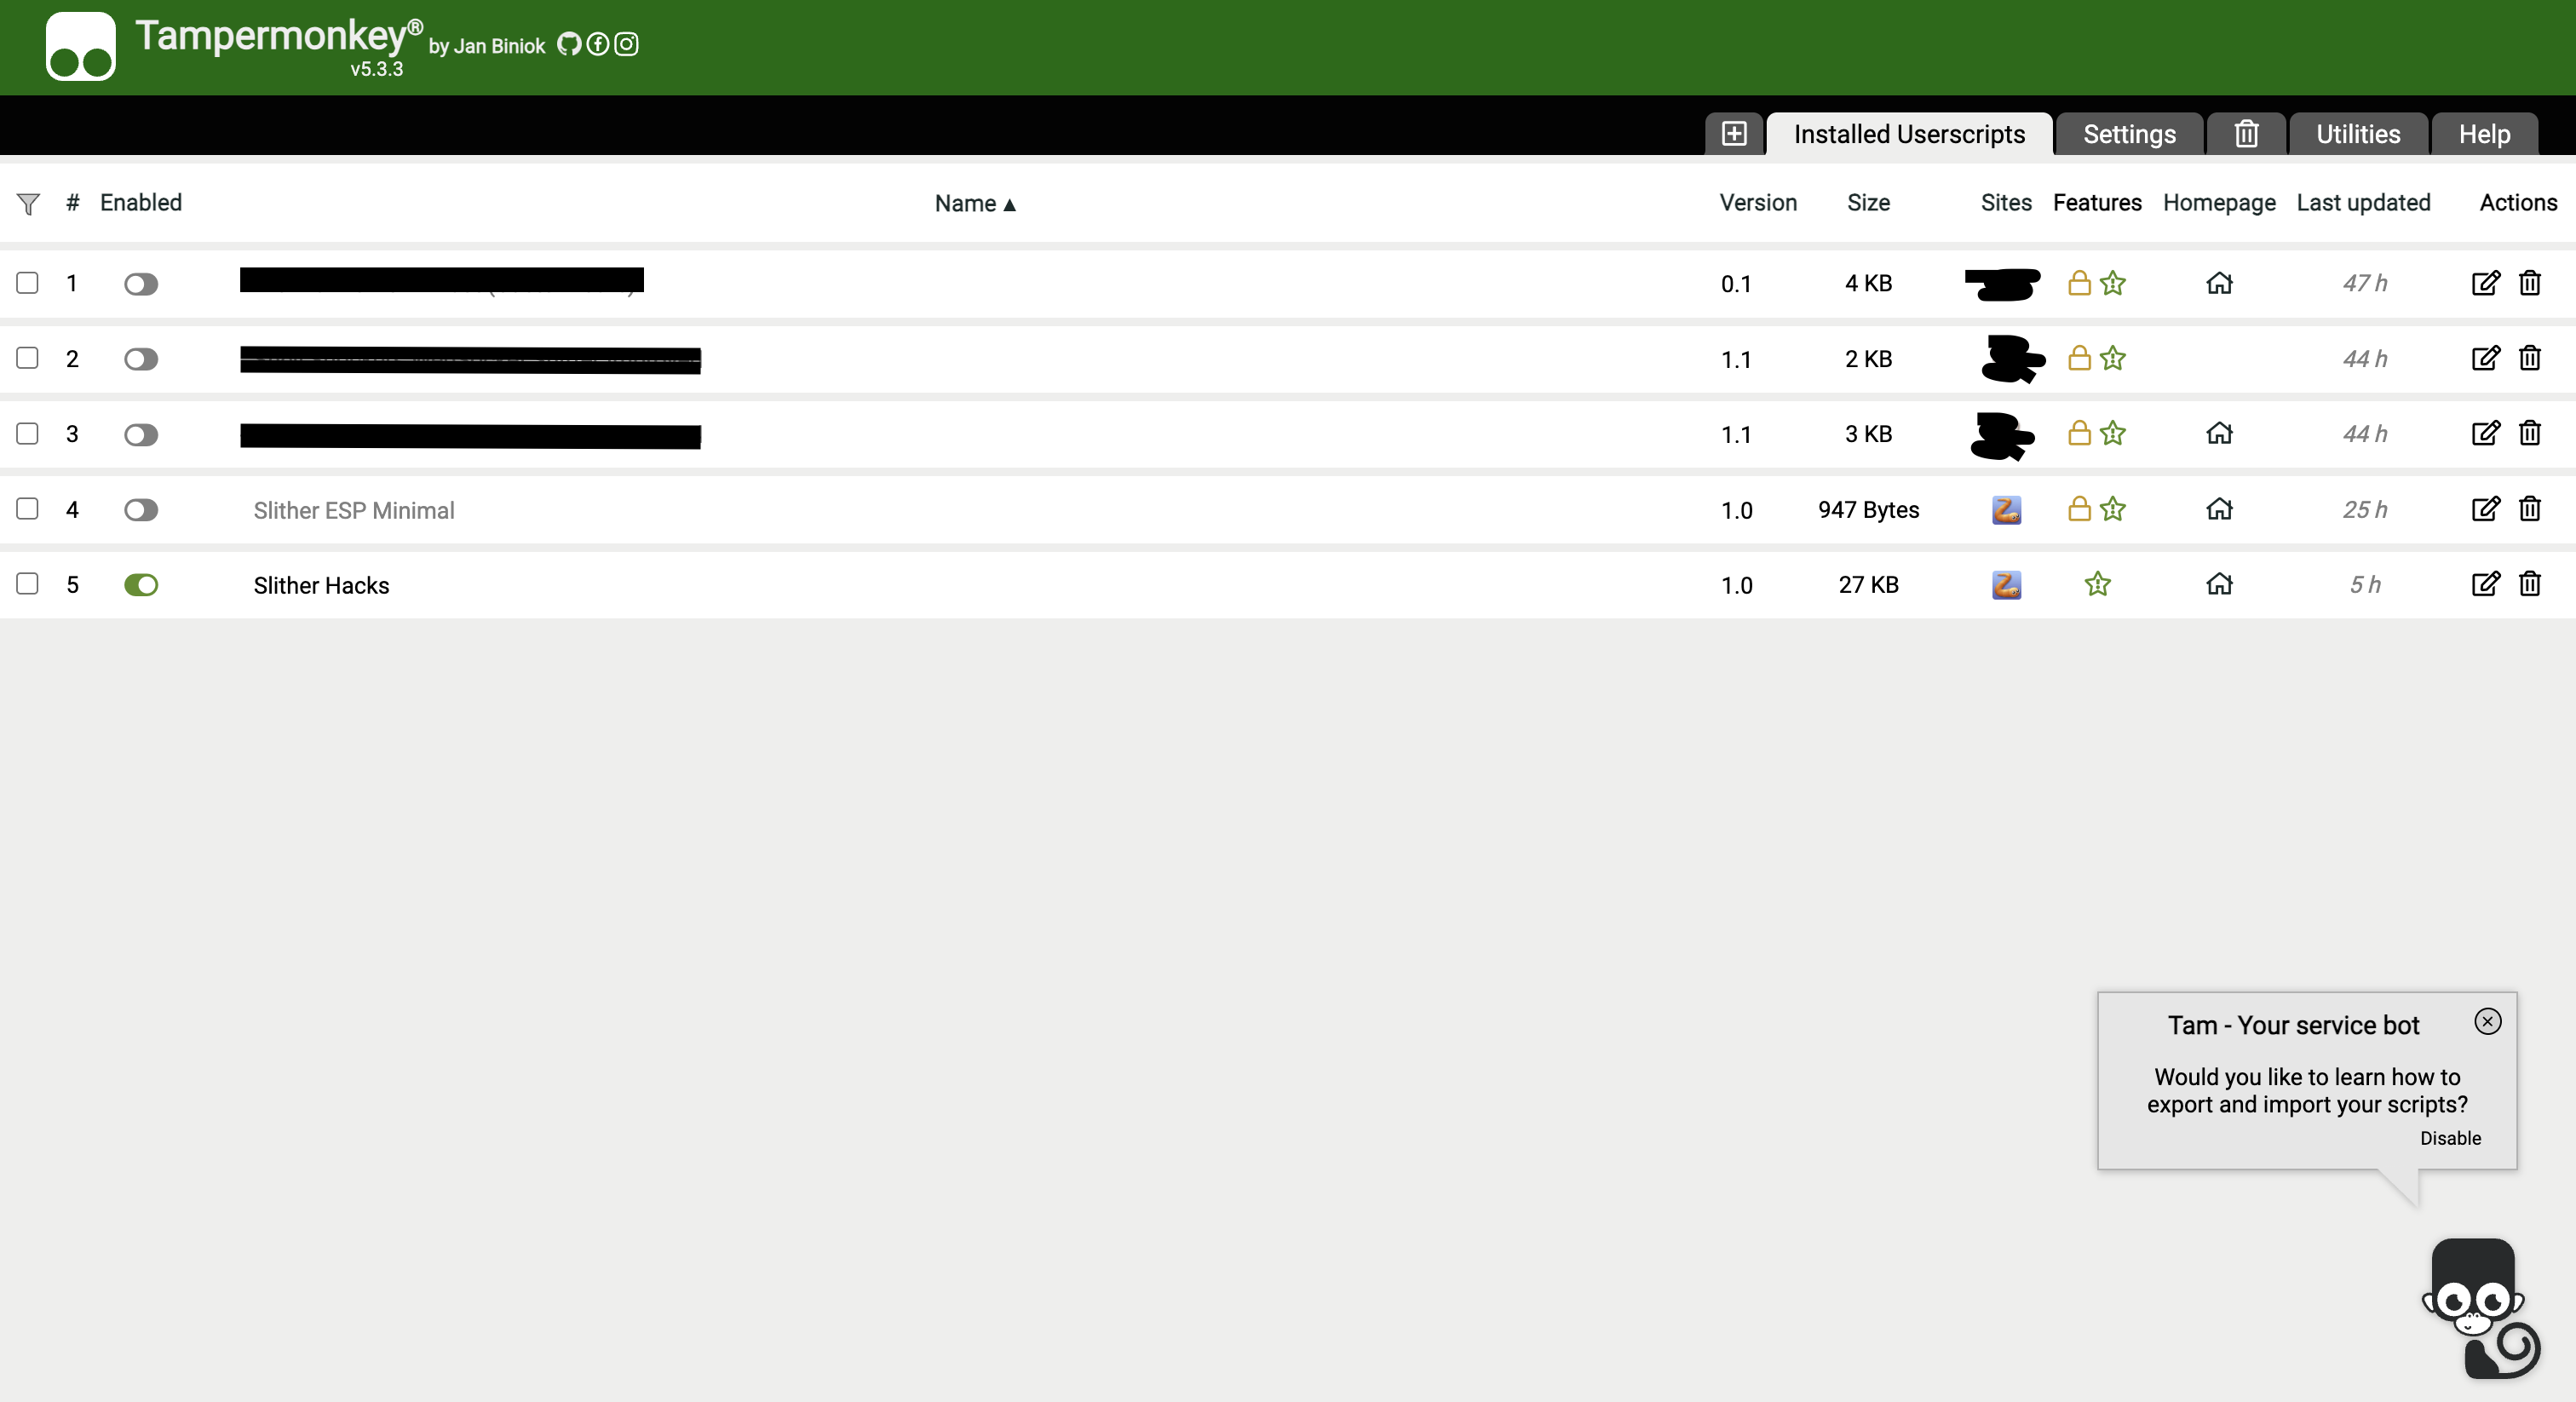 Tampermonkey® by Jan Biniok
v5.3.3
Installed Userscripts Settings Utilities Help
# Enabled Name ▲ Version Size Sites Features Homepage Last updated Actions
1 0.1 4 KB 47 h
2 1.1 2 KB 44 h
3 1.1 3 KB 44 h
4 Slither ESP Minimal 1.0 947 Bytes 25 h
5 Slither Hacks 1.0 27 KB 5 h
Tam - Your service bot
Would you like to learn how to
export and import your scripts?
Disable